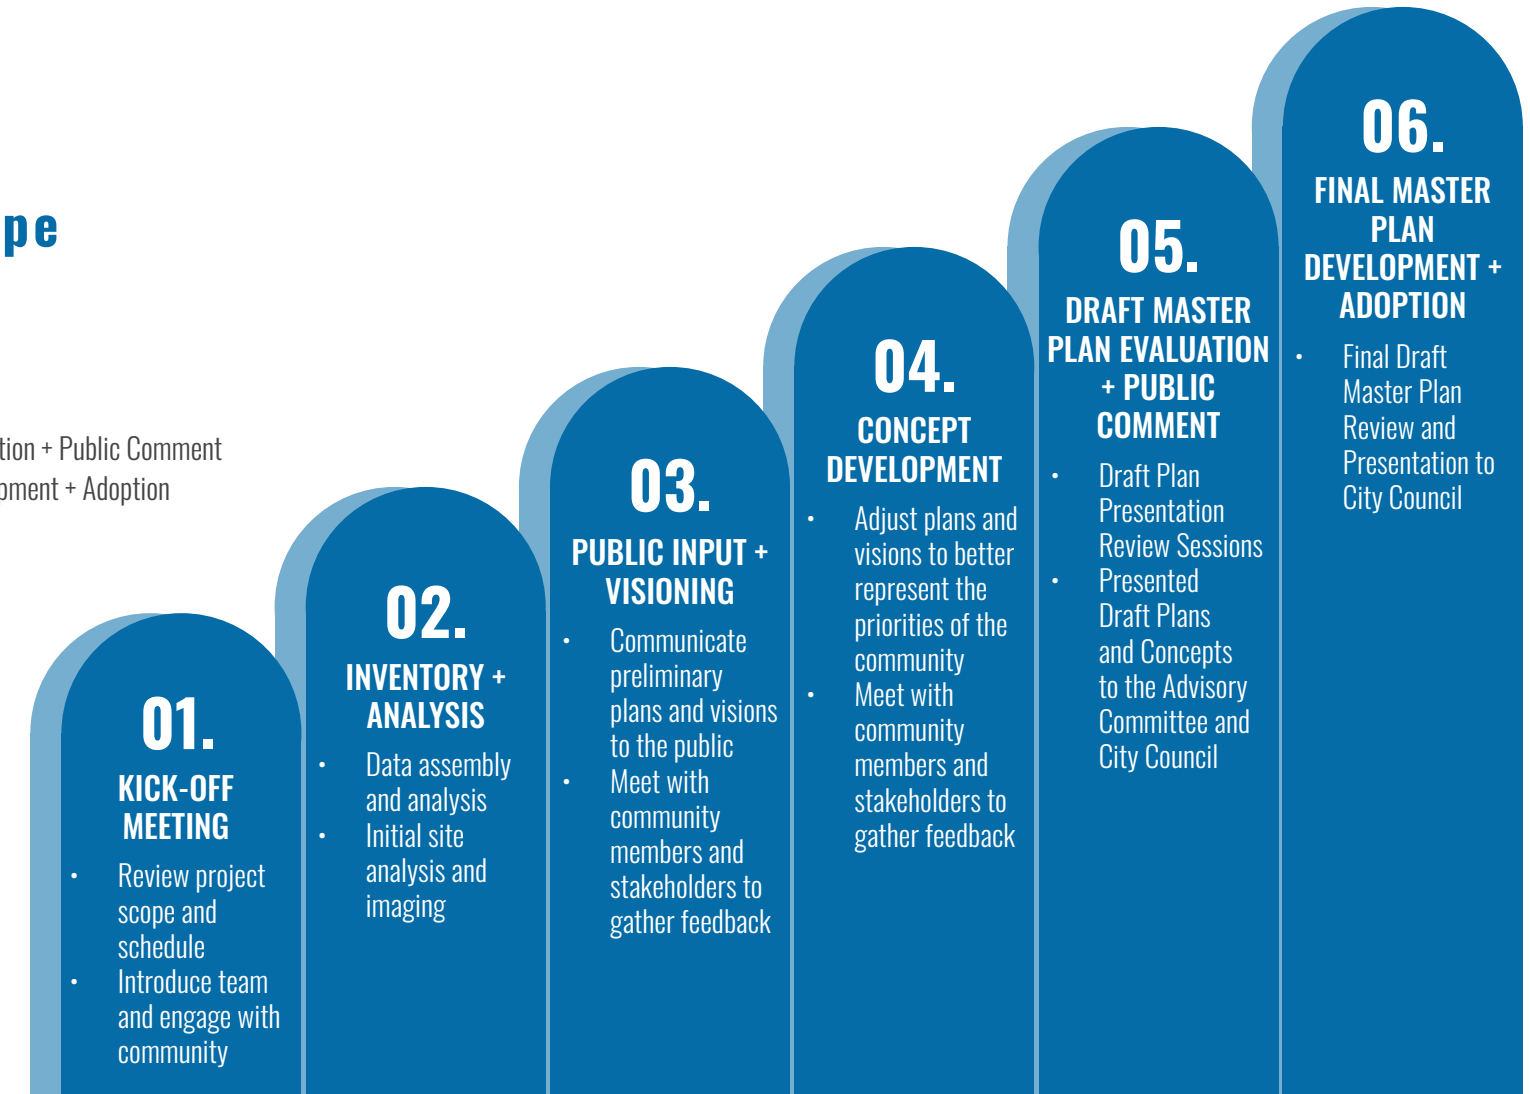 pe
tion + Public Comment
pment + Adoption
01.
KICK-OFF
MEETING
• Review project
scope and
schedule
• Introduce team
and engage with
community
02.
INVENTORY +
ANALYSIS
• Data assembly
and analysis
• Initial site
analysis and
imaging
03.
PUBLIC INPUT +
VISIONING
• Communicate
preliminary
plans and visions
to the public
• Meet with
community
members and
stakeholders to
gather feedback
04.
CONCEPT
DEVELOPMENT
• Adjust plans and
visions to better
represent the
priorities of the
community
• Meet with
community
members and
stakeholders to
gather feedback
05.
DRAFT MASTER
PLAN EVALUATION
+ PUBLIC
COMMENT
• Draft Plan
Presentation
Review Sessions
• Presented
Draft Plans
and Concepts
to the Advisory
Committee and
City Council
06.
FINAL MASTER
PLAN
DEVELOPMENT +
ADOPTION
• Final Draft
Master Plan
Review and
Presentation to
City Council